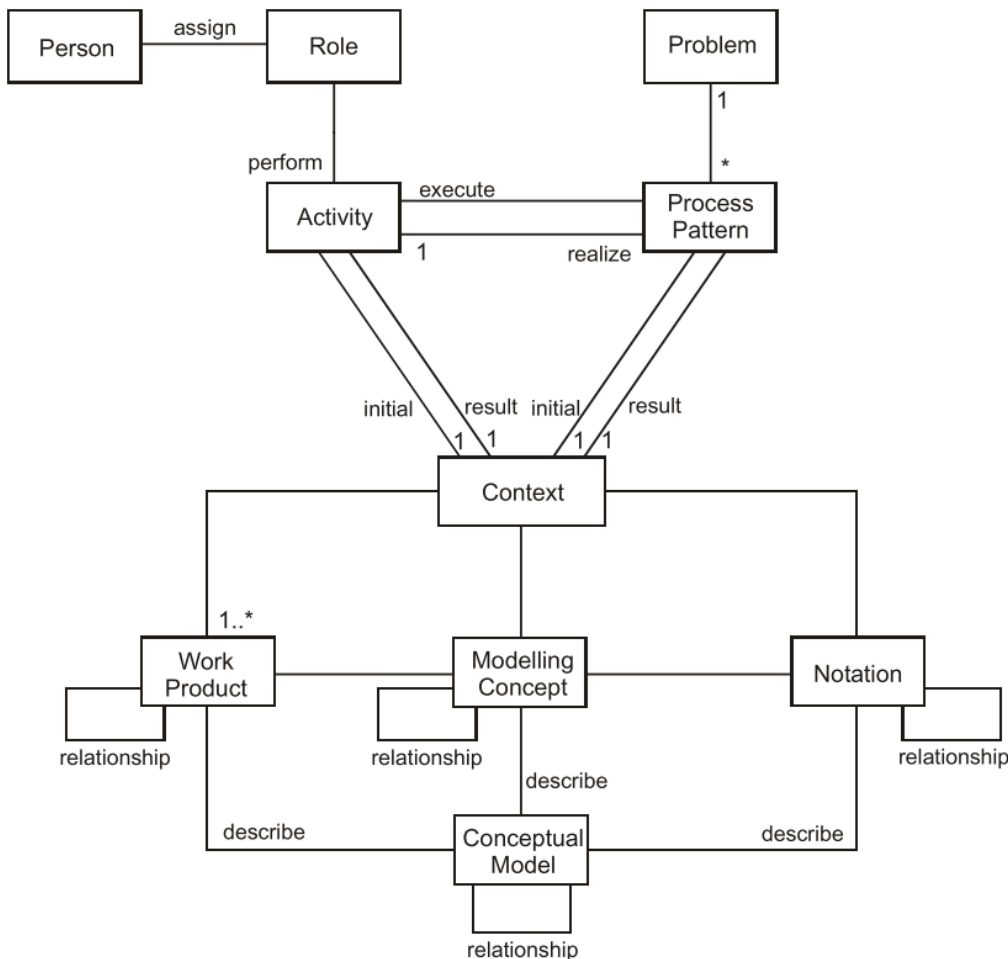 Person
assign
Role
Problem
1
perform
*
Activity
execute
Process
Pattern
1
realize
initial
result
initial
result
1
1
1
1
Context
1..*
Work
Product
Modelling
Concept
Notation
relationship
relationship
relationship
describe
describe
describe
Conceptual
Model
relationship